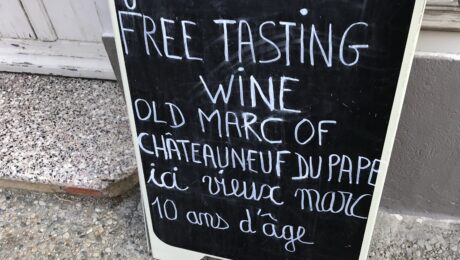 FREE TASTING
WINE
OLD MARC OF
CHÂTEAUNEUF DU PAPE
ici vieux marc
10 ans d'âge